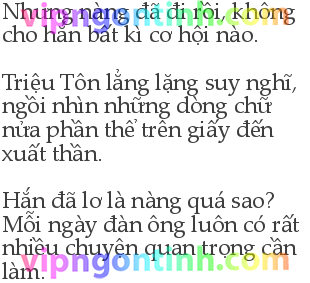 Nhưng nàng đã đi rồi, không
cho hắn bất kì cơ hội nào.
vipngontinh.com
Triệu Tôn lẳng lặng suy nghĩ,
ngồi nhìn những dòng chữ
nửa phần thể trên giấy đến
xuất thần.
Hắn đã lơ là nàng quá sao?
Mỗi ngày đàn ông luôn có rất
nhiều chuyện quan trọng cần
làm.
vipngontinh.com